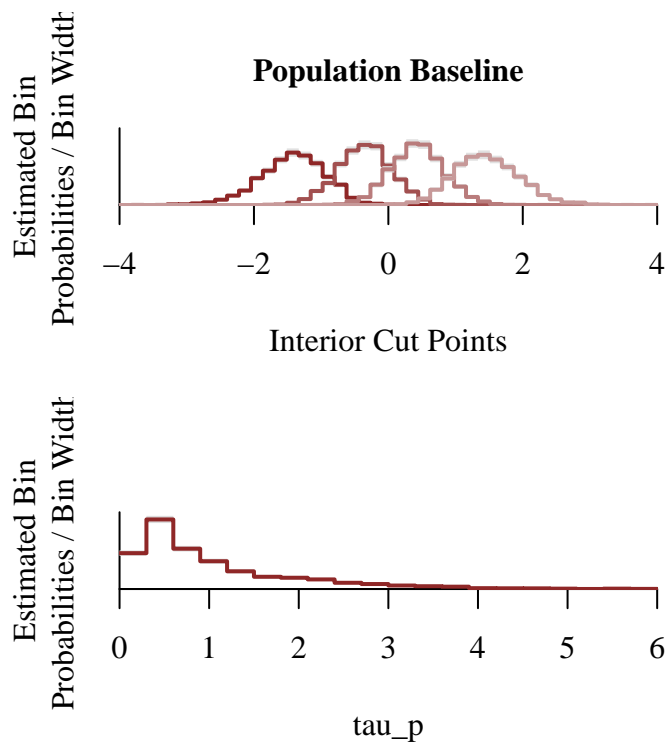 Population Baseline
Estimated Bin
Probabilities / Bin Width
−4 −2 0 2 4
Interior Cut Points
Estimated Bin
Probabilities / Bin Width
0 1 2 3 4 5 6
tau_p